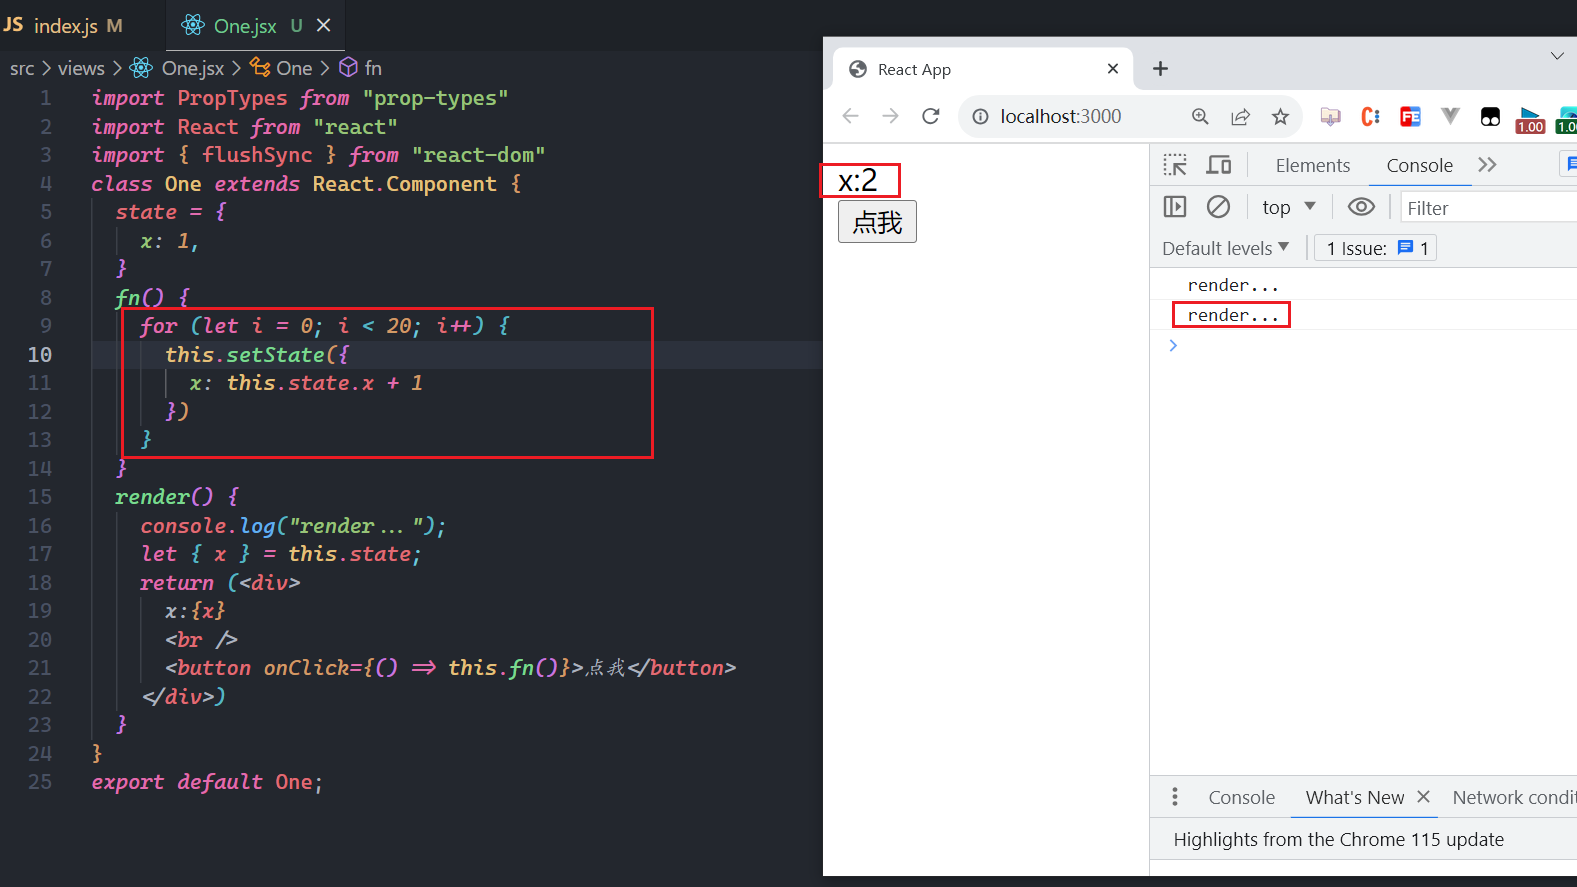 JS index.js M
One.jsx U
src > views > One.jsx > One > fn
1 import PropTypes from "prop-types"
2 import React from "react"
3 import { flushSync } from "react-dom"
4 class One extends React.Component {
5 state = {
6 x: 1,
7 }
8 fn() {
9 for (let i = 0; i < 20; i++) {
10 this.setState({
11 x: this.state.x + 1
12 })
13 }
14 }
15 render() {
16 console.log("render...");
17 let { x } = this.state;
18 return (<div>
19 x:{x}
20 <br />
21 <button onClick={() => this.fn()}>点我</button>
22 </div>)
23 }
24 }
25 export default One;
React App
localhost:3000
C:
FE
1.00
1.0
x:2
点我
Elements Console
top Filter
Default levels 1 Issue: 1
render...
render...
Console What's New Network condit
Highlights from the Chrome 115 update